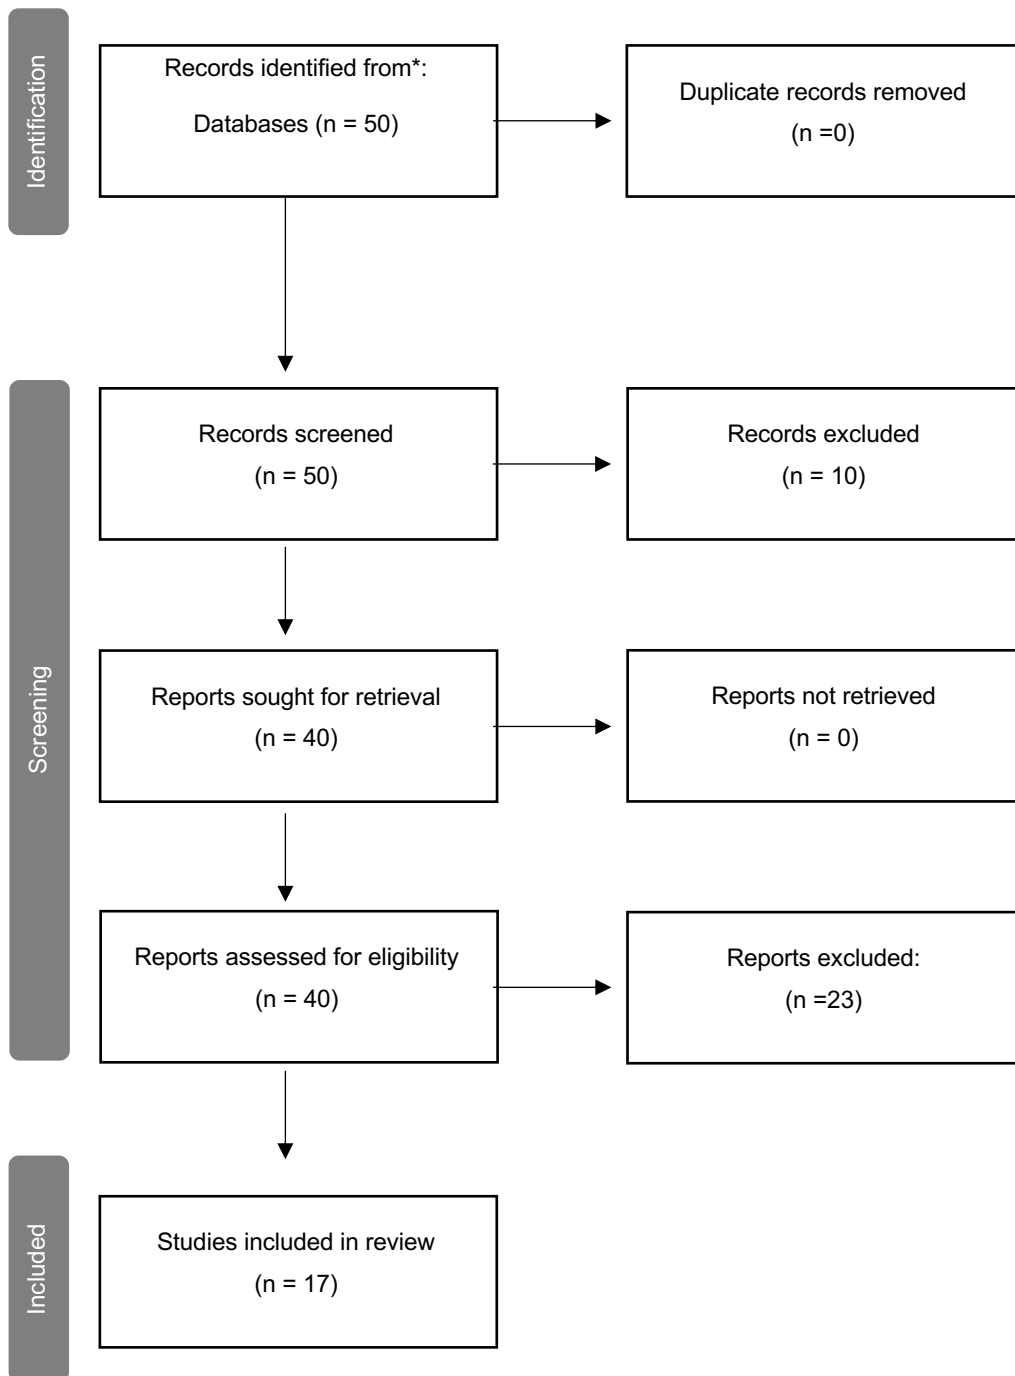 Identification
Records identified from*:
Databases (n = 50)
Duplicate records removed
(n =0)
Screening
Records screened
(n = 50)
Records excluded
(n = 10)
Reports sought for retrieval
(n = 40)
Reports not retrieved
(n = 0)
Reports assessed for eligibility
(n = 40)
Reports excluded:
(n =23)
Included
Studies included in review
(n = 17)